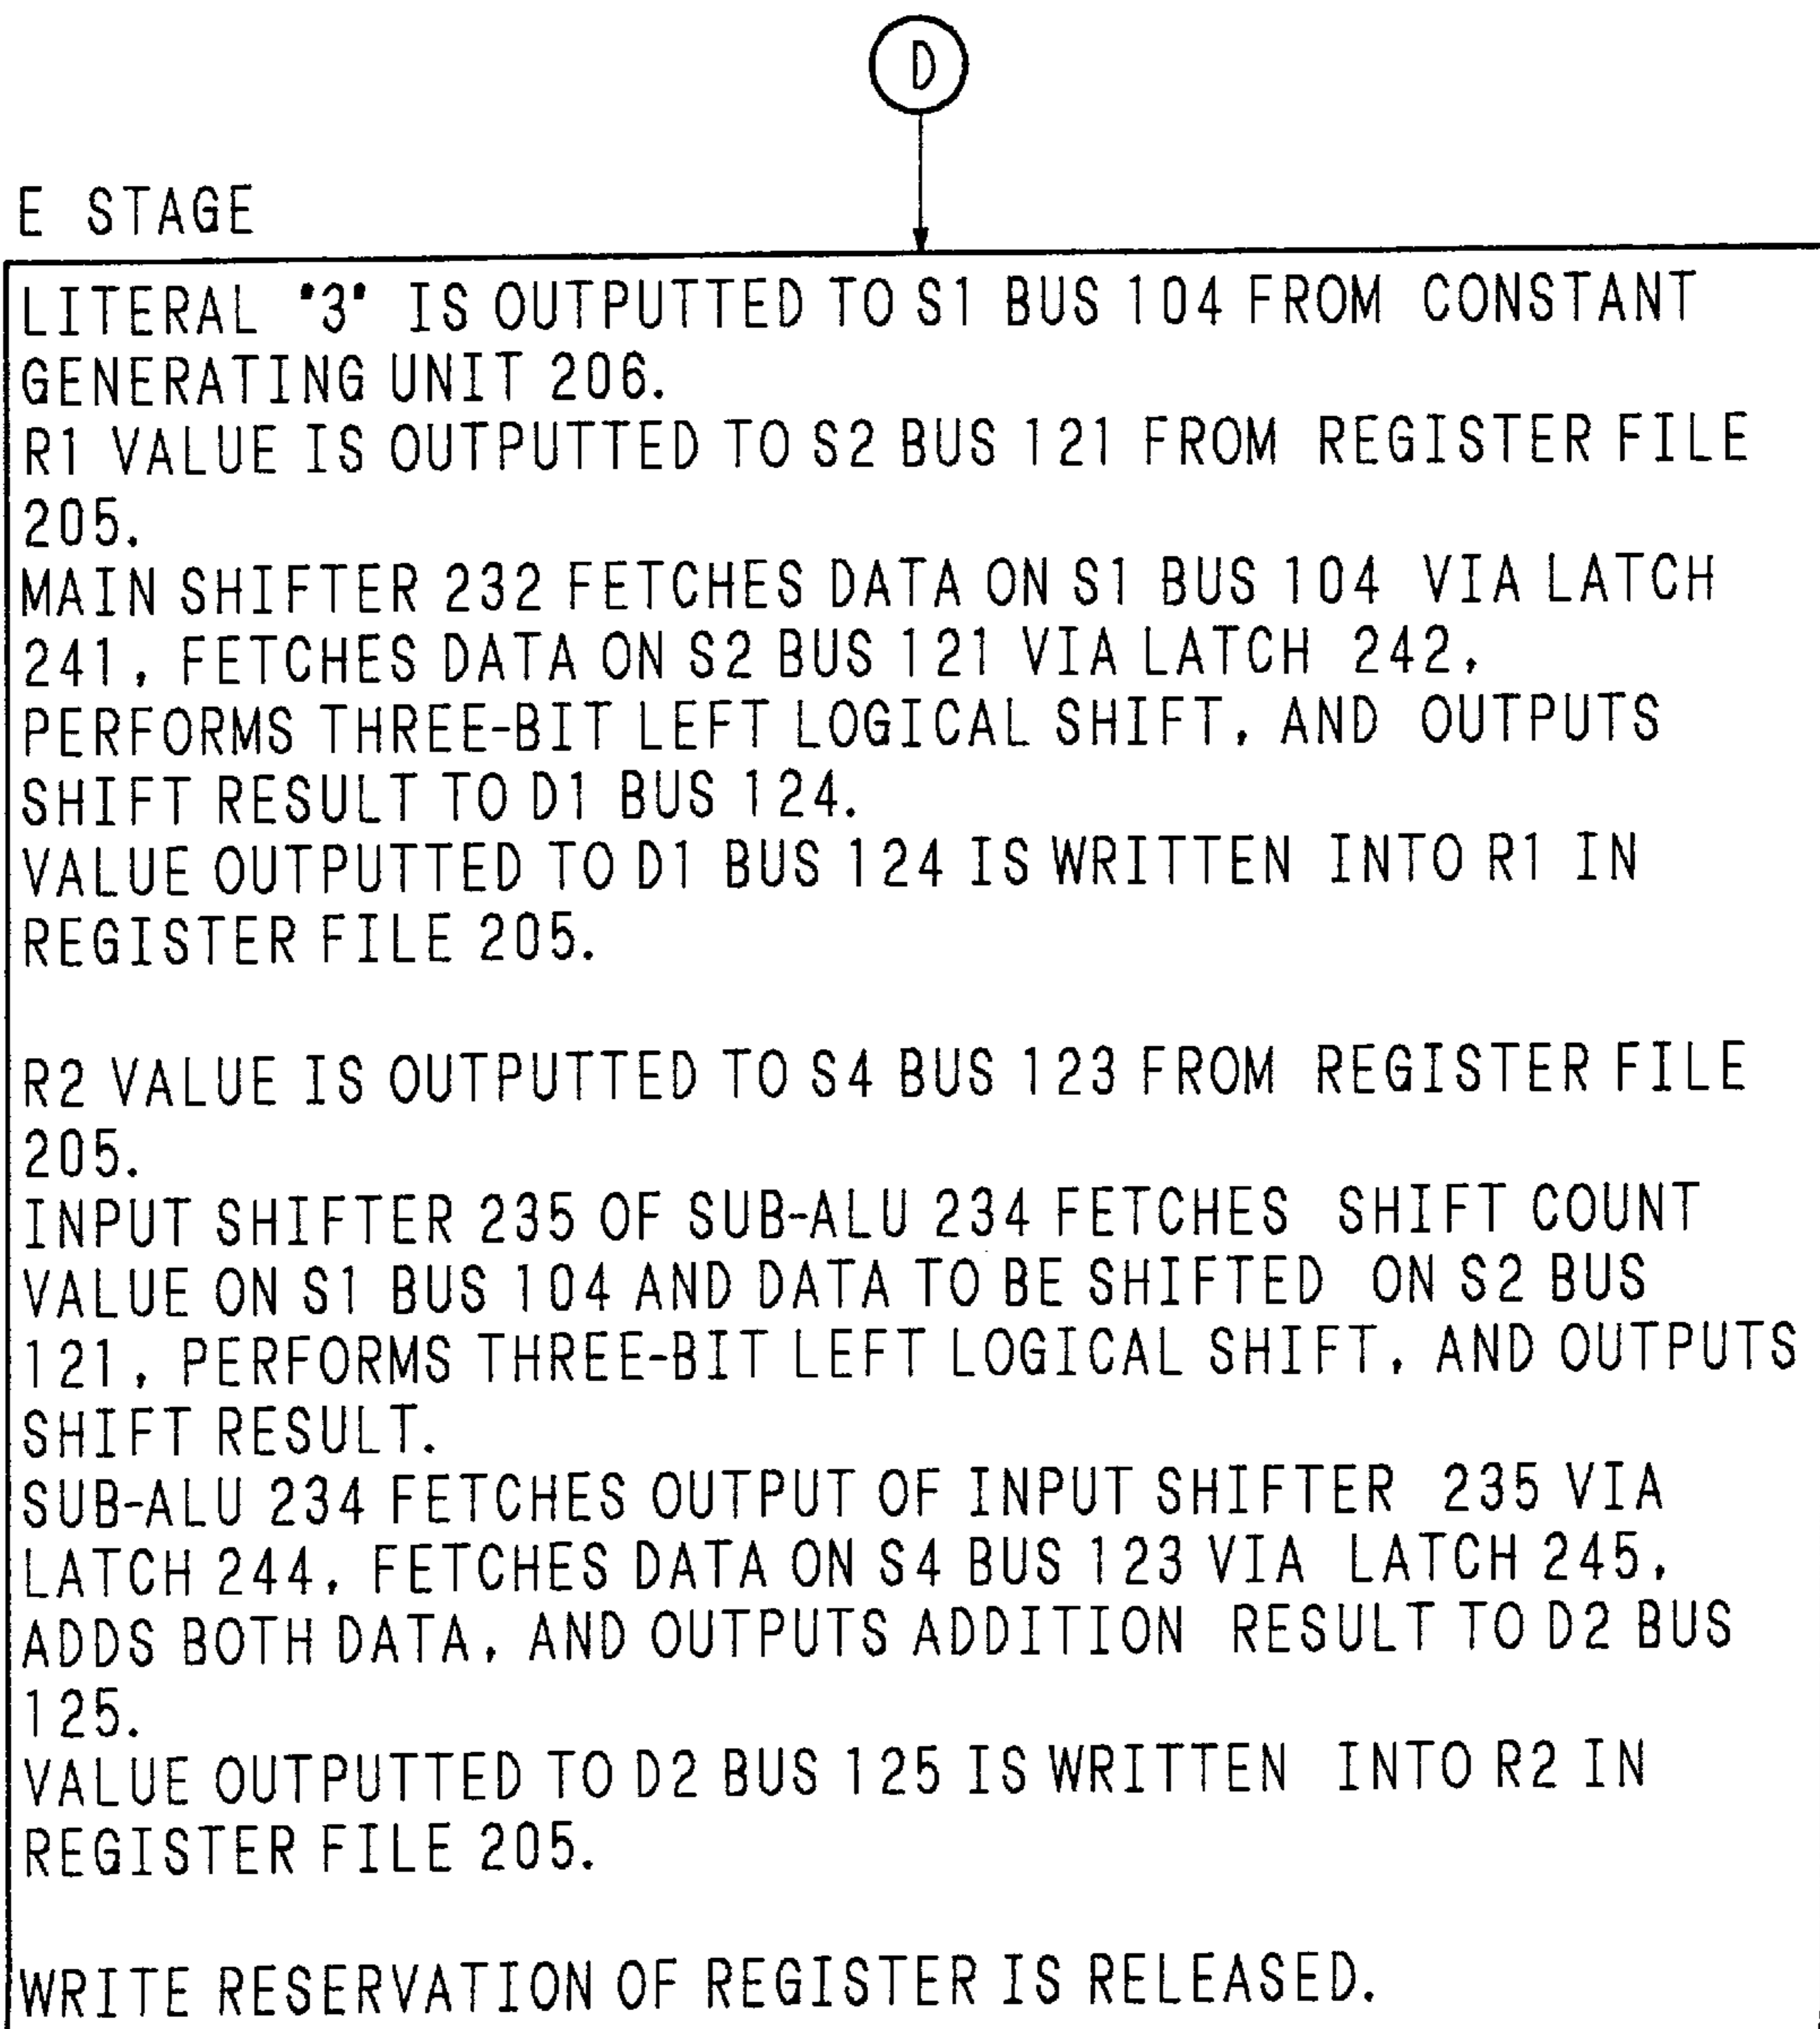 D
E STAGE
LITERAL "3" IS OUTPUTTED TO S1 BUS 104 FROM CONSTANT
GENERATING UNIT 206.
R1 VALUE IS OUTPUTTED TO S2 BUS 121 FROM REGISTER FILE
205.
MAIN SHIFTER 232 FETCHES DATA ON S1 BUS 104 VIA LATCH
241, FETCHES DATA ON S2 BUS 121 VIA LATCH 242,
PERFORMS THREE-BIT LEFT LOGICAL SHIFT, AND OUTPUTS
SHIFT RESULT TO D1 BUS 124.
VALUE OUTPUTTED TO D1 BUS 124 IS WRITTEN INTO R1 IN
REGISTER FILE 205.
R2 VALUE IS OUTPUTTED TO S4 BUS 123 FROM REGISTER FILE
205.
INPUT SHIFTER 235 OF SUB-ALU 234 FETCHES SHIFT COUNT
VALUE ON S1 BUS 104 AND DATA TO BE SHIFTED ON S2 BUS
121, PERFORMS THREE-BIT LEFT LOGICAL SHIFT, AND OUTPUTS
SHIFT RESULT.
SUB-ALU 234 FETCHES OUTPUT OF INPUT SHIFTER 235 VIA
LATCH 244, FETCHES DATA ON S4 BUS 123 VIA LATCH 245,
ADDS BOTH DATA, AND OUTPUTS ADDITION RESULT TO D2 BUS
125.
VALUE OUTPUTTED TO D2 BUS 125 IS WRITTEN INTO R2 IN
REGISTER FILE 205.
WRITE RESERVATION OF REGISTER IS RELEASED.